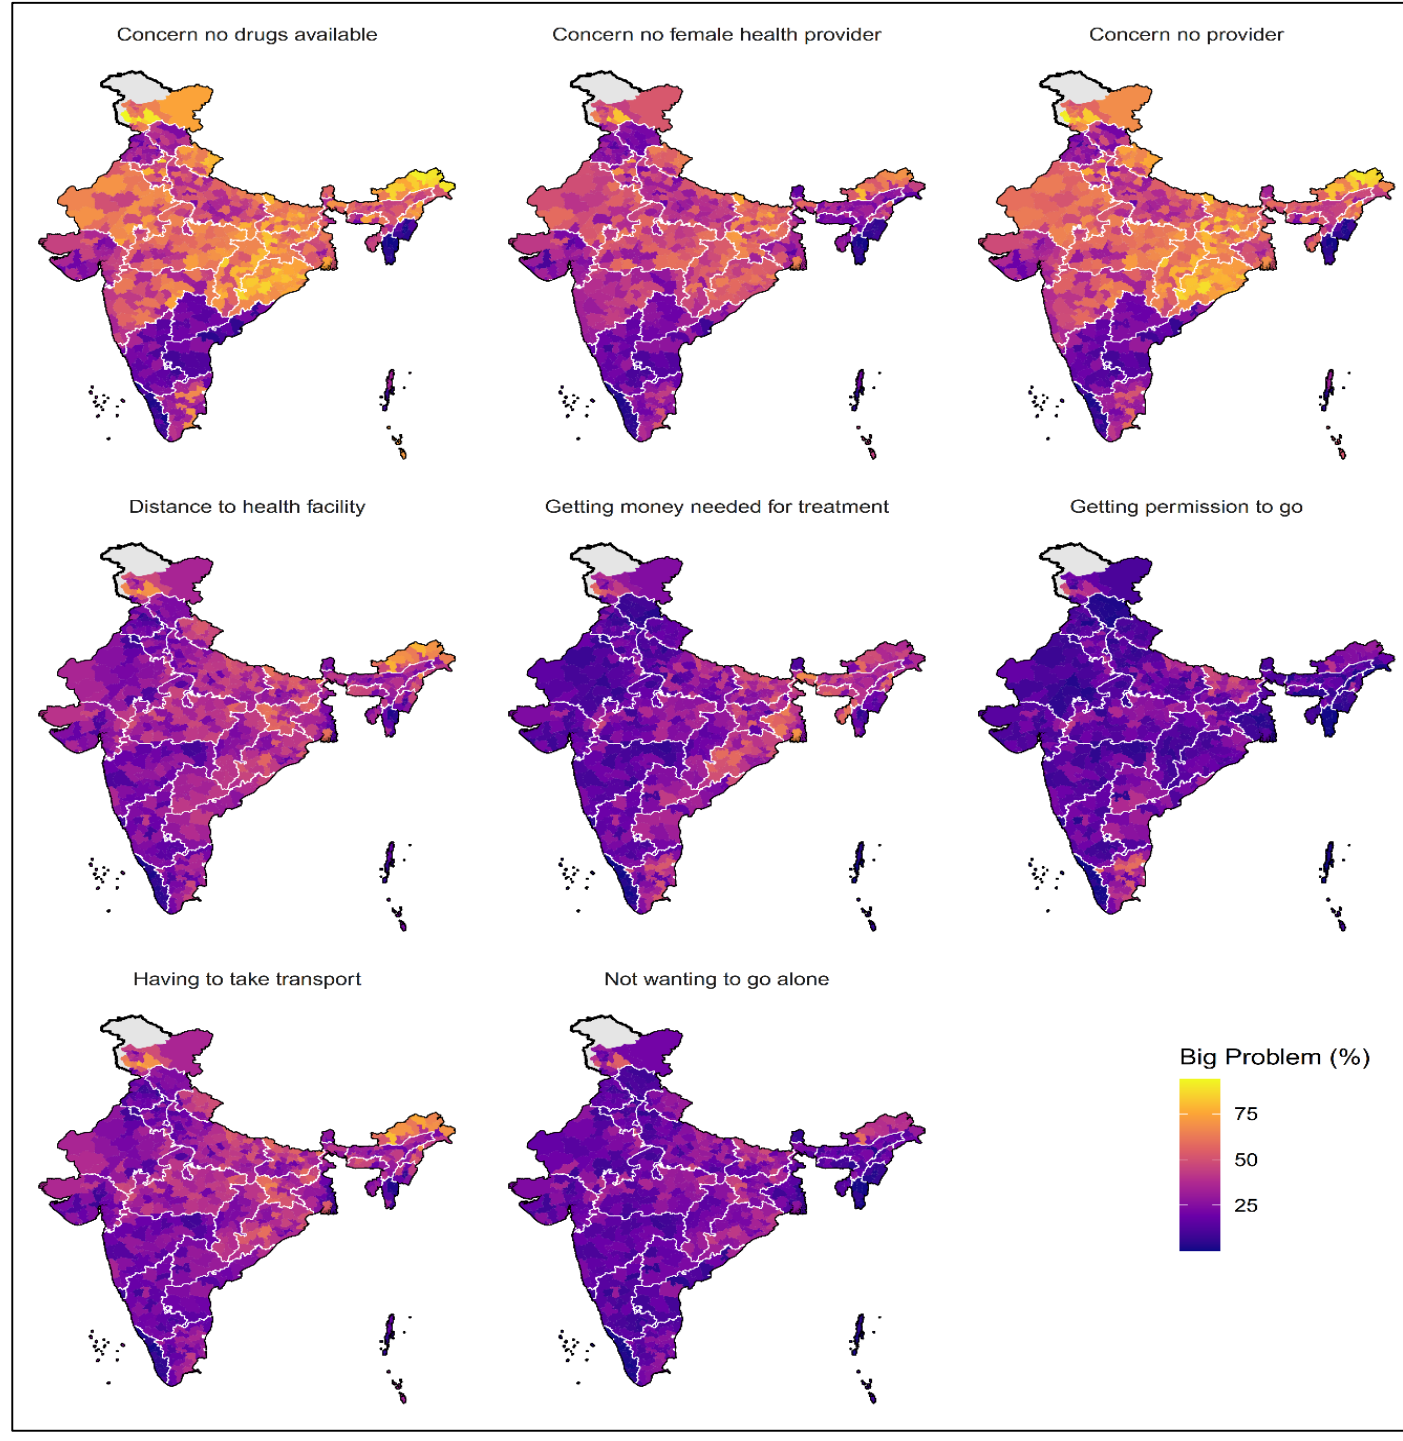 Concern no drugs available
Concern no female health provider
Concern no provider
Distance to health facility
Getting money needed for treatment
Getting permission to go
Having to take transport
Not wanting to go alone
Big Problem (%)
75
50
25